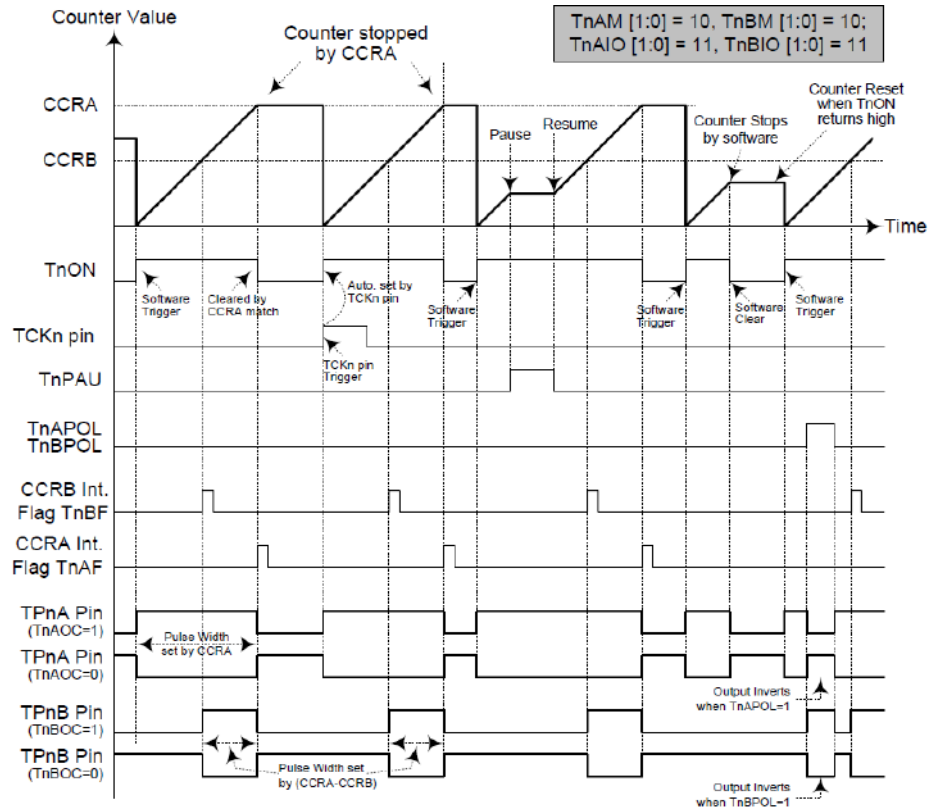 Counter Value
TnAM [1:0] = 10, TnBM [1:0] = 10;
TnAIO [1:0] = 11, TnBIO [1:0] = 11
Counter stopped
by CCRA
Counter Reset
when TnON
returns high
CCRA
Counter Stops
by software
Pause
Resume
CCRB
Time
TnON
Software
Trigger
Cleared by
CCRA match
Auto. set by
TCKn pin
Software
Trigger
Software
Trigger
Software
Clear
Software
Trigger
TCKn pin
TCKn pin
Trigger
TnPAU
TnAPOL
TnBPOL
CCRB Int.
Flag TnBF
CCRA Int.
Flag TnAF
TPnA Pin
(TnAOC=1)
Pulse Width
set by CCRA
TPnA Pin
(TnAOC=0)
Output Inverts
when TnAPOL=1
TPnB Pin
(TnBOC=1)
TPnB Pin
(TnBOC=0)
Pulse Width set
by (CCRA-CCRB)
Output Inverts
when TnBPOL=1